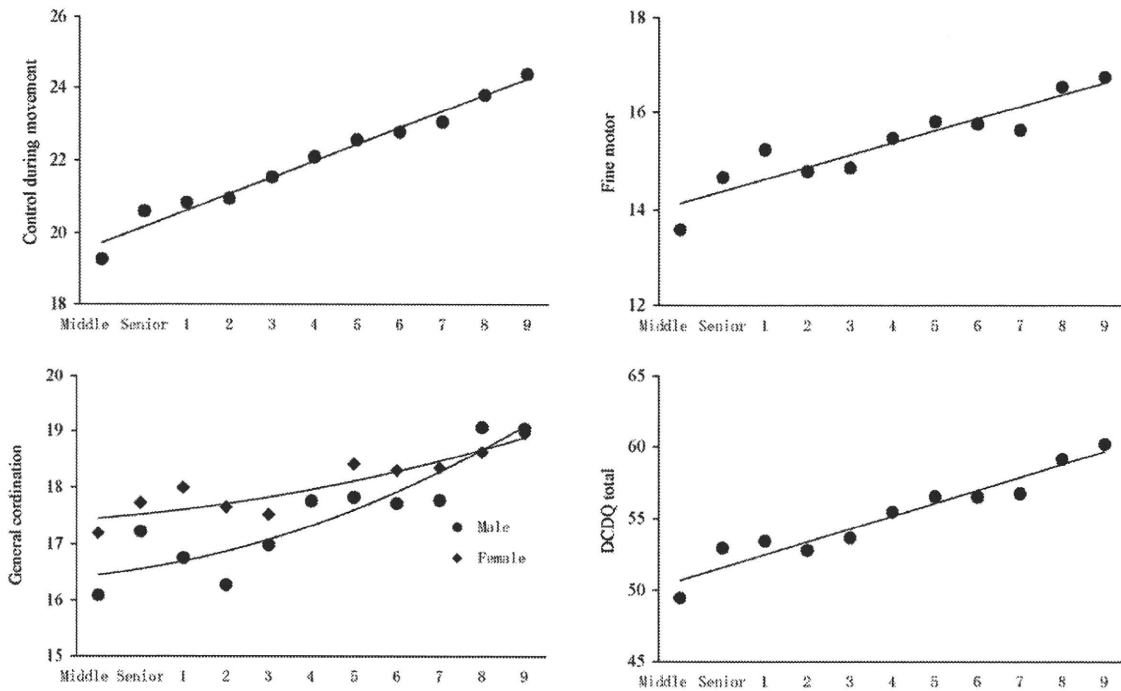 Control during movement
26
24
22
20
18
Middle Senior 1 2 3 4 5 6 7 8 9
Fine motor
18
16
14
12
Middle Senior 1 2 3 4 5 6 7 8 9
General cordination
20
19
18
17
16
15
Male
Female
Middle Senior 1 2 3 4 5 6 7 8 9
DCDQ total
65
60
55
50
45
Middle Senior 1 2 3 4 5 6 7 8 9